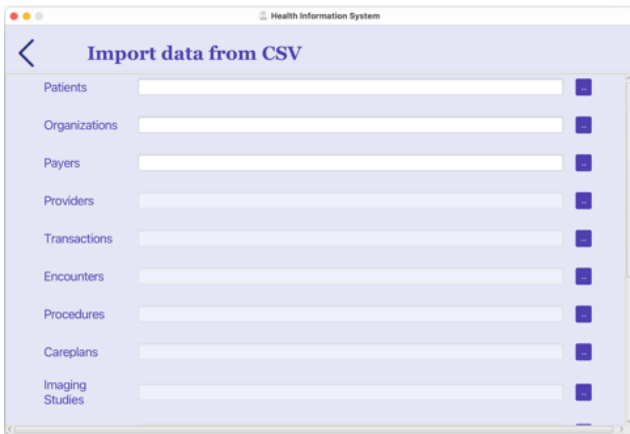 Health Information System
Import data from CSV
Patients
...
Organizations
...
Payers
...
Providers
...
Transactions
...
Encounters
...
Procedures
...
Careplans
...
Imaging
Studies
...